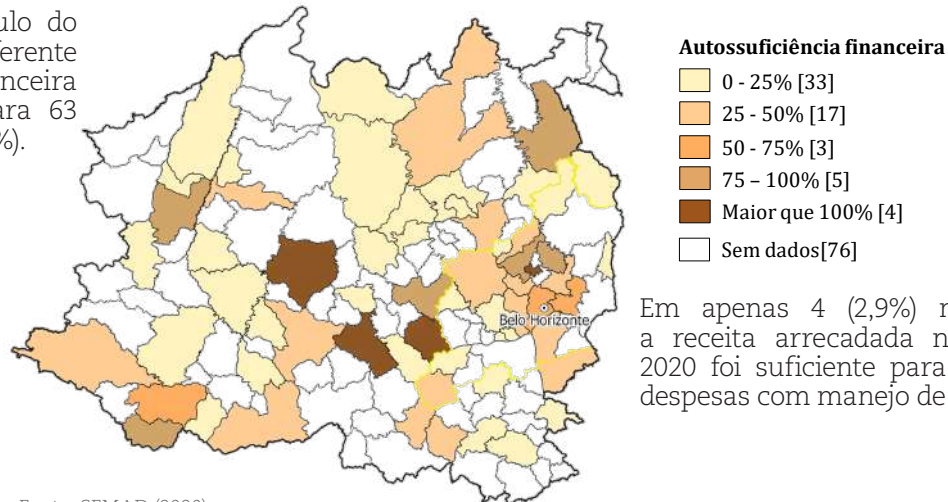 ulo do
ferente
anceira
ara 63
%).
Autossuficiência financeira
0 - 25% [33]
25 - 50% [17]
50 - 75% [3]
75 – 100% [5]
Maior que 100% [4]
Sem dados[76]
Belo Horizonte
Em apenas 4 (2,9%)
a receita arrecadada n
2020 foi suficiente para
despesas com manejo de